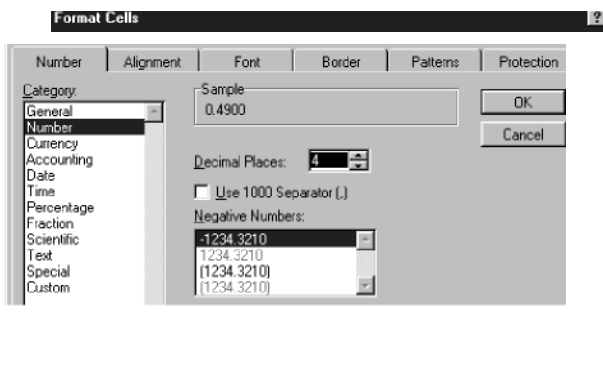 Format Cells ?
Number Alignment Font Border Patterns Protection
Category:
General
Number
Currency
Accounting
Date
Time
Percentage
Fraction
Scientific
Text
Special
Custom
Sample
0.4900
Decimal Places: 4
Use 1000 Separator (,)
Negative Numbers:
-1234.3210
1234.3210
(1234.3210)
(1234.3210)
OK
Cancel